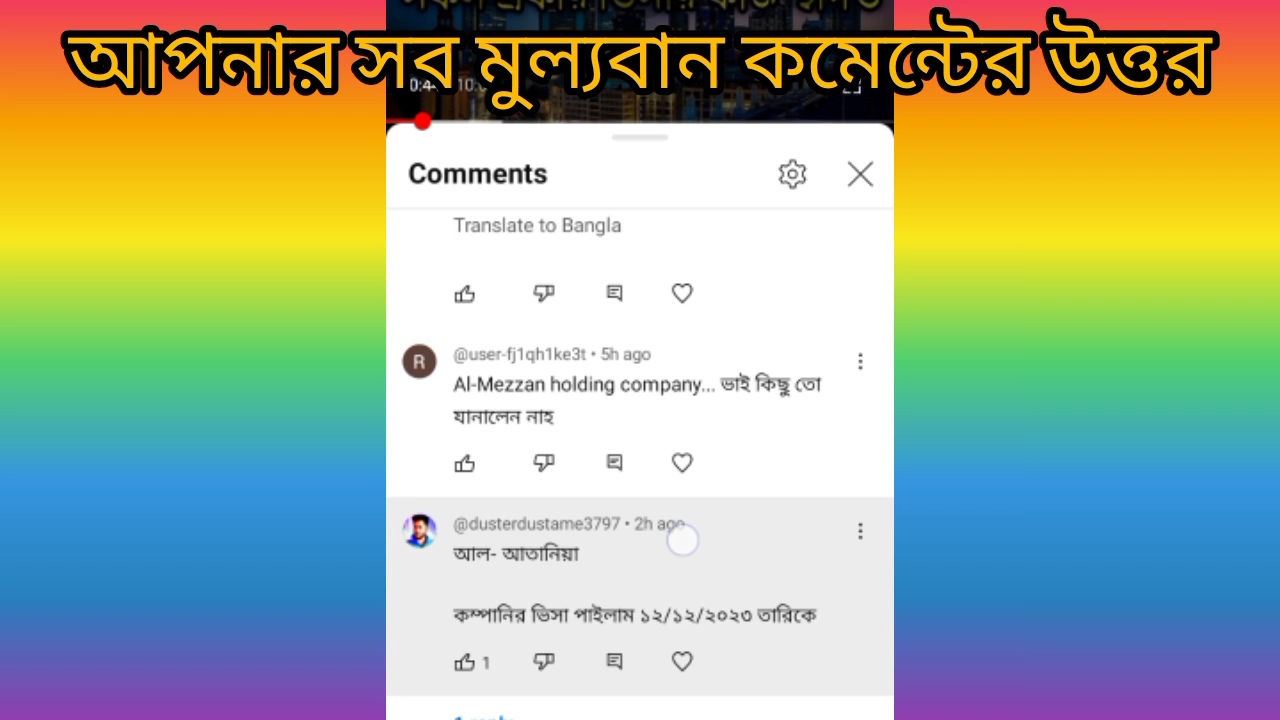 আপনার সব মুল্যবান কমেন্টের উত্তর
Comments
Translate to Bangla
R
@user-fj1qh1ke3t • 5h ago
Al-Mezzan holding company... ভাই কিছু তো
যানালেন নাহ
@dusterdustame3797 • 2h ago
আল- আতানিয়া
কম্পানির ভিসা পাইলাম ১২/১২/২০২৩ তারিকে
1